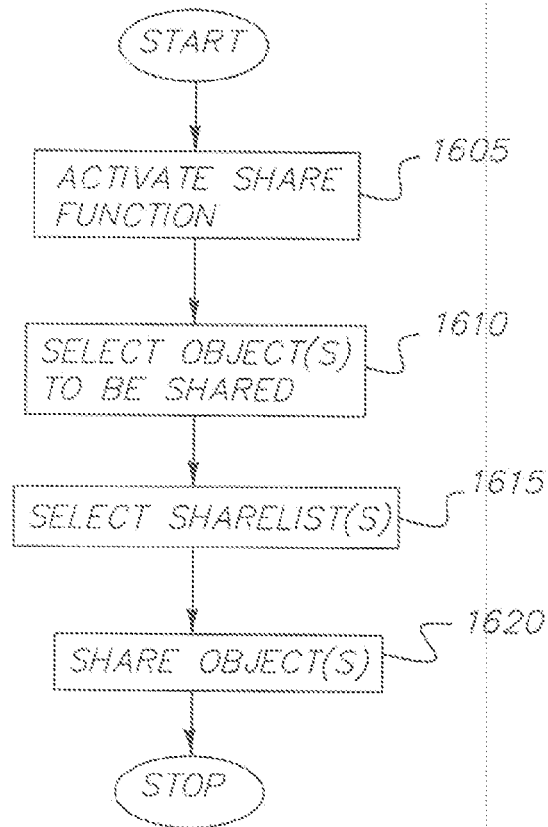 START
1605
ACTIVATE SHARE
FUNCTION
1610
SELECT OBJECT(S)
TO BE SHARED
1615
SELECT SHARELIST(S)
1620
SHARE OBJECT(S)
STOP